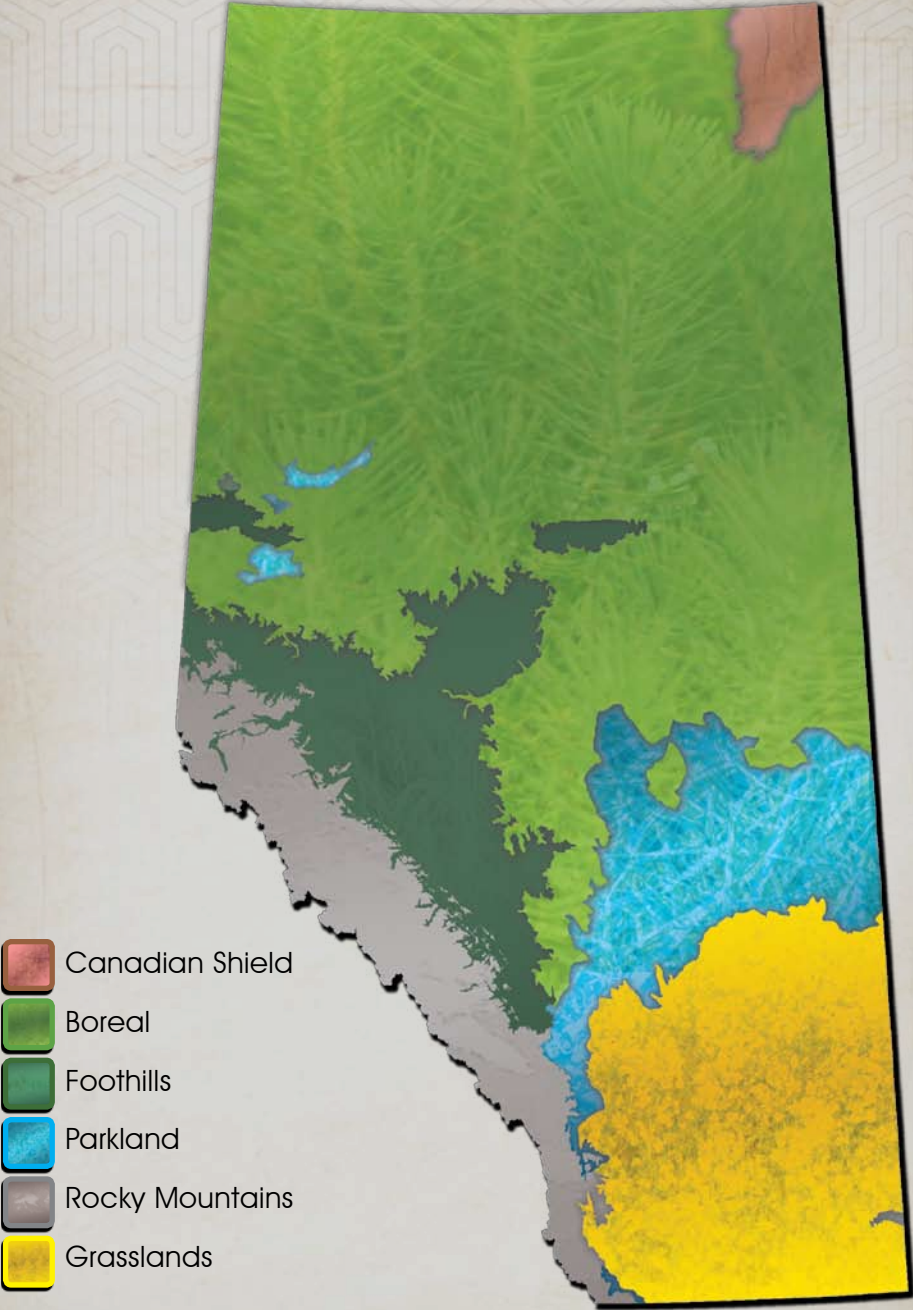 Canadian Shield
Boreal
Foothills
Parkland
Rocky Mountains
Grasslands